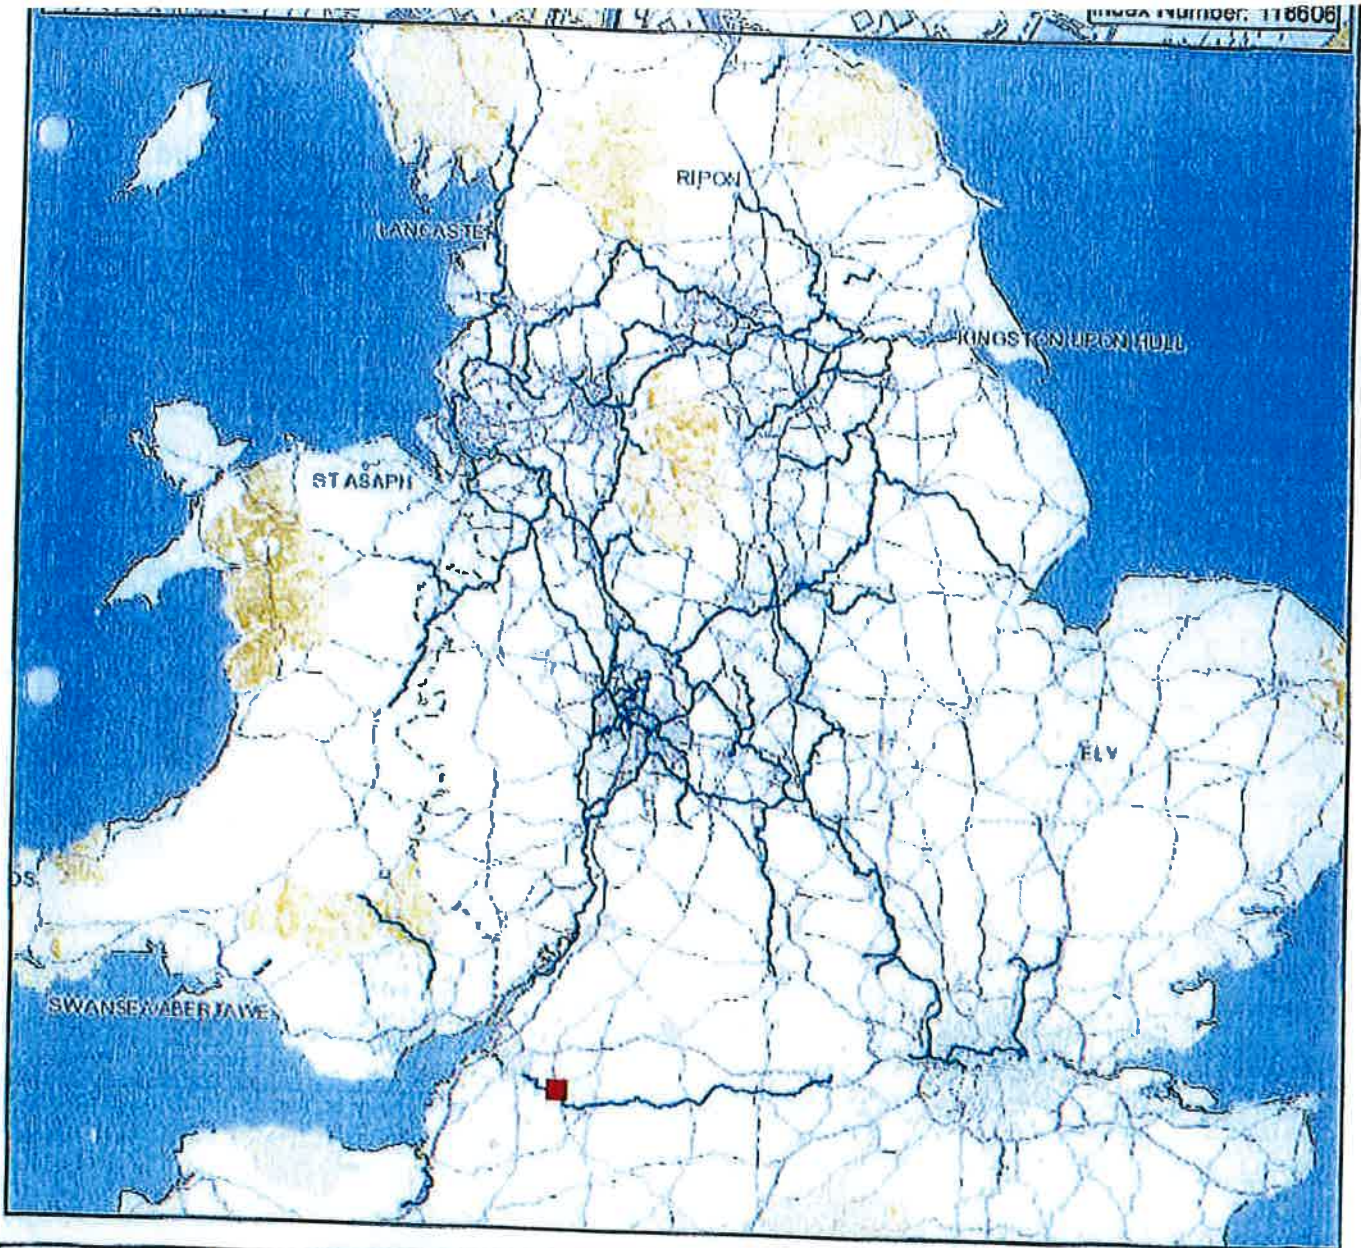 Index Number: 118606
RIPON
LANCASTER
KINGSTON UPON HULL
ST ASAPH
ELY
SWANSEA/ABERTAWE